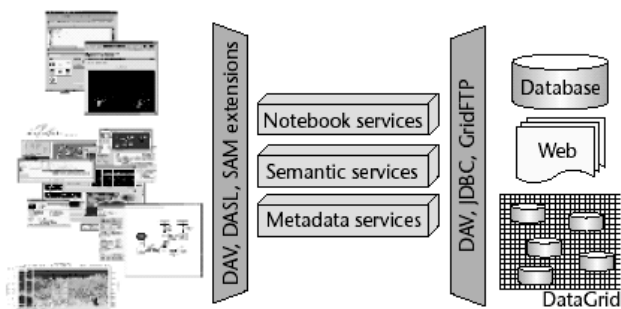 DAV, DASL, SAM extensions
Notebook services
Semantic services
Metadata services
DAV, JDBC, GridFTP
Database
Web
DataGrid